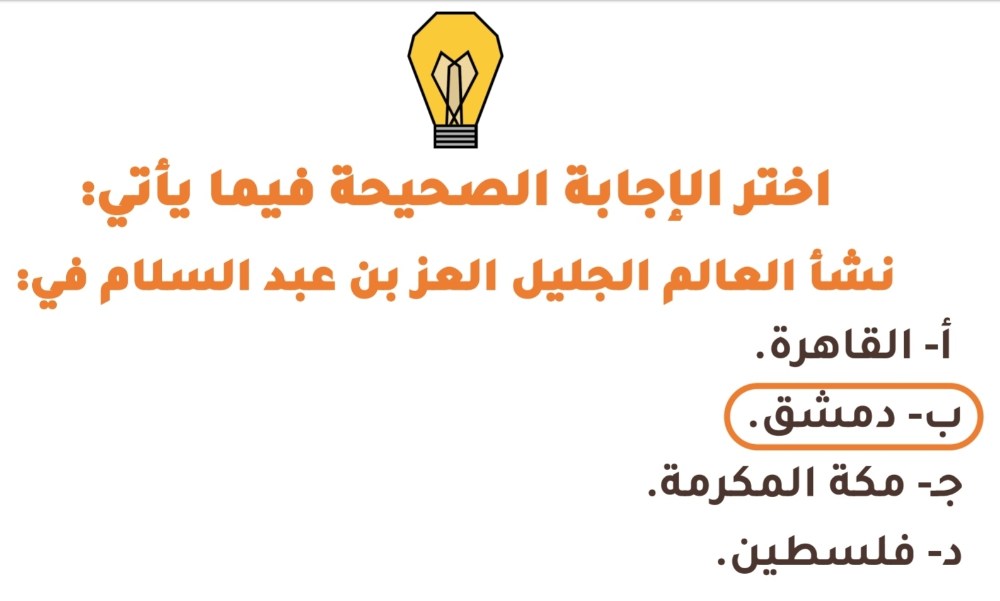 اختر الإجابة الصحيحة فيما يأتي:
نشأ العالم الجليل العز بن عبد السلام في:
أ- القاهرة.
ب- دمشق.
جـ- مكة المكرمة.
د- فلسطين.